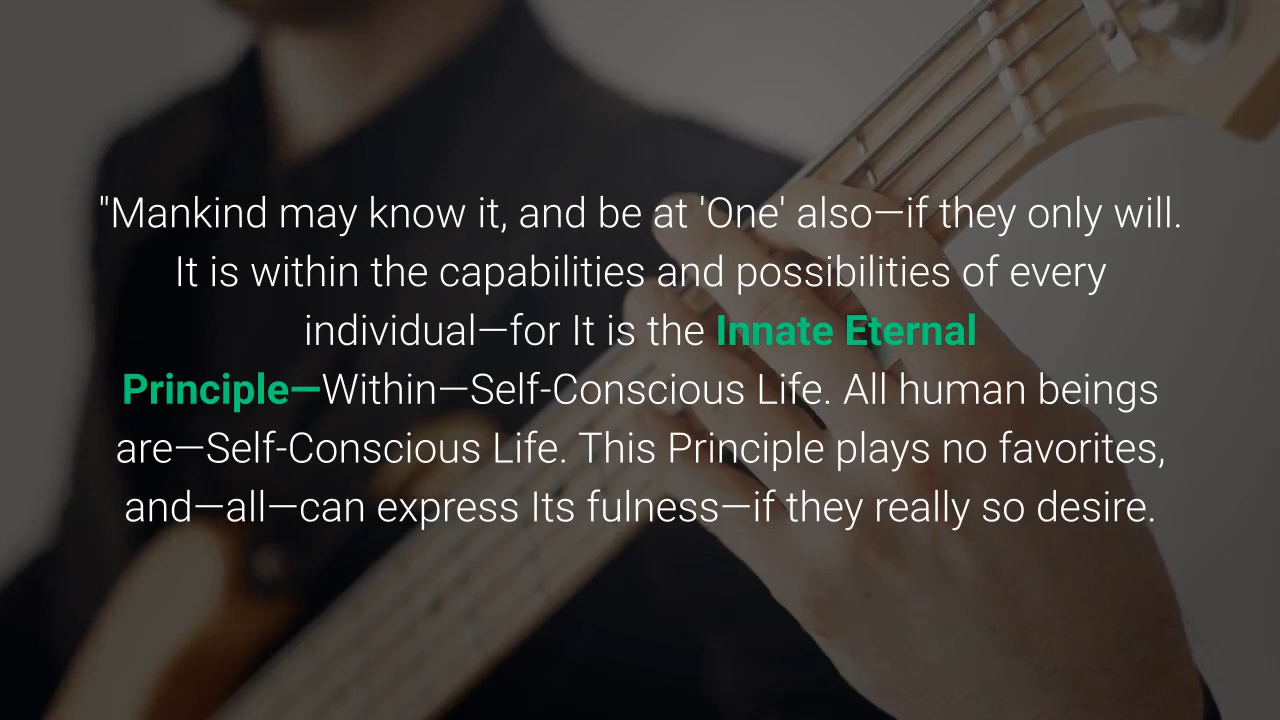 "Mankind may know it, and be at 'One' also—if they only will.
It is within the capabilities and possibilities of every
individual—for It is the Innate Eternal
Principle—Within—Self-Conscious Life. All human beings
are—Self-Conscious Life. This Principle plays no favorites,
and—all—can express Its fulness—if they really so desire.